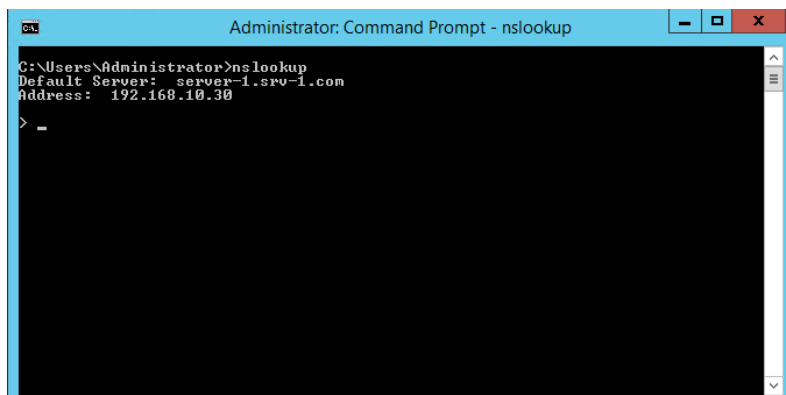 Administrator: Command Prompt - nslookup
C:\Users\Administrator>nslookup
Default Server:  server-1.srv-1.com
Address:  192.168.10.30
> _